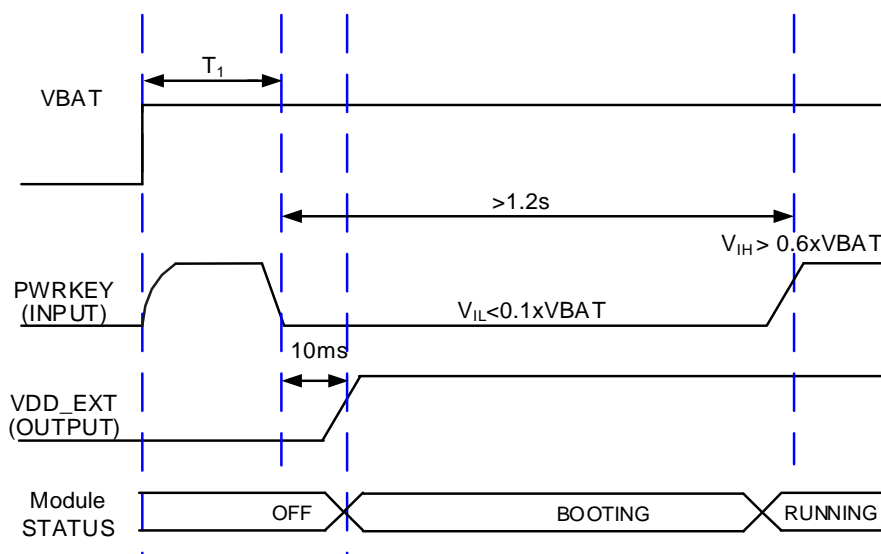 T1
VBAT
>1.2s
VIH > 0.6xVBAT
PWRKEY
(INPUT)
VIL<0.1xVBAT
10ms
VDD_EXT
(OUTPUT)
Module
STATUS
OFF
BOOTING
RUNNING